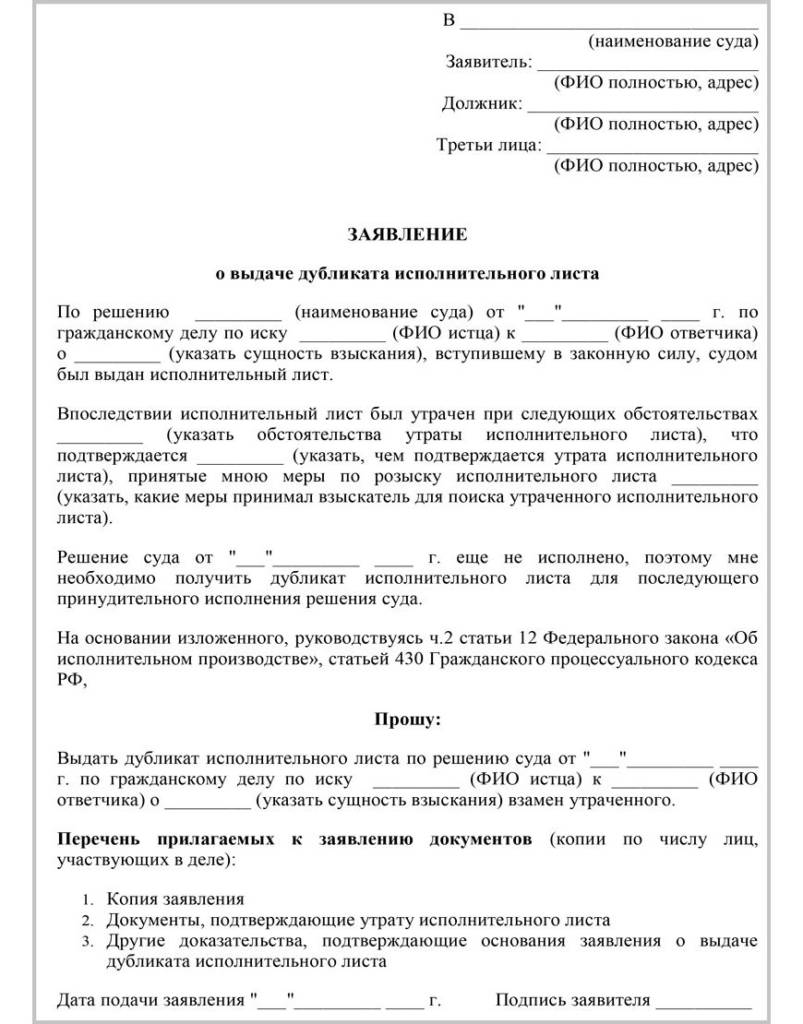 В ______________________________
(наименование суда)
Заявитель: ______________________
(ФИО полностью, адрес)
Должник: _______________________
(ФИО полностью, адрес)
Третьи лица: _____________________
(ФИО полностью, адрес)
ЗАЯВЛЕНИЕ
о выдаче дубликата исполнительного листа
По решению _________ (наименование суда) от "___"_________ ____ г. по
гражданскому делу по иску _________ (ФИО истца) к _________ (ФИО ответчика)
о _________ (указать сущность взыскания), вступившему в законную силу, судом
был выдан исполнительный лист.
Впоследствии исполнительный лист был утрачен при следующих обстоятельствах
_________ (указать обстоятельства утраты исполнительного листа), что
подтверждается _________ (указать, чем подтверждается утрата исполнительного
листа), принятые мною меры по розыску исполнительного листа _________
(указать, какие меры принимал взыскатель для поиска утраченного исполнительного
листа).
Решение суда от "___"_________ ____ г. еще не исполнено, поэтому мне
необходимо получить дубликат исполнительного листа для последующего
принудительного исполнения решения суда.
На основании изложенного, руководствуясь ч.2 статьи 12 Федерального закона «Об
исполнительном производстве», статьей 430 Гражданского процессуального кодекса
РФ,
Прошу:
Выдать дубликат исполнительного листа по решению суда от "___"_________ ____
г. по гражданскому делу по иску _________ (ФИО истца) к _________ (ФИО
ответчика) о _________ (указать сущность взыскания) взамен утраченного.
Перечень прилагаемых к заявлению документов (копии по числу лиц,
участвующих в деле):
1. Копия заявления
2. Документы, подтверждающие утрату исполнительного листа
3. Другие доказательства, подтверждающие основания заявления о выдаче
дубликата исполнительного листа
Дата подачи заявления "___"_________ ____ г. Подпись заявителя __________